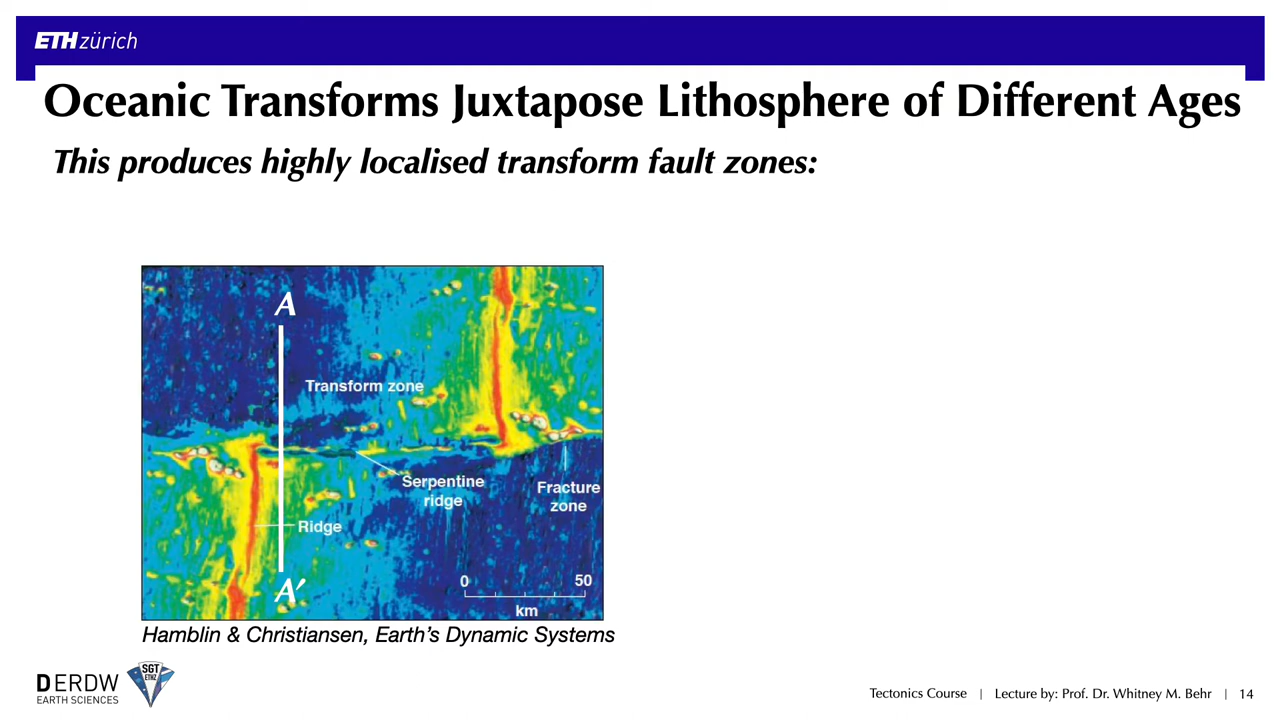 ETH zürich
Oceanic Transforms Juxtapose Lithosphere of Different Ages
This produces highly localised transform fault zones:
A
Transform zone
Serpentine
ridge
Fracture
zone
Ridge
A′
0 50
km
Hamblin & Christiansen, Earth's Dynamic Systems
DERDW
EARTH SCIENCES
SGT
ETHZ
Tectonics Course | Lecture by: Prof. Dr. Whitney M. Behr | 14